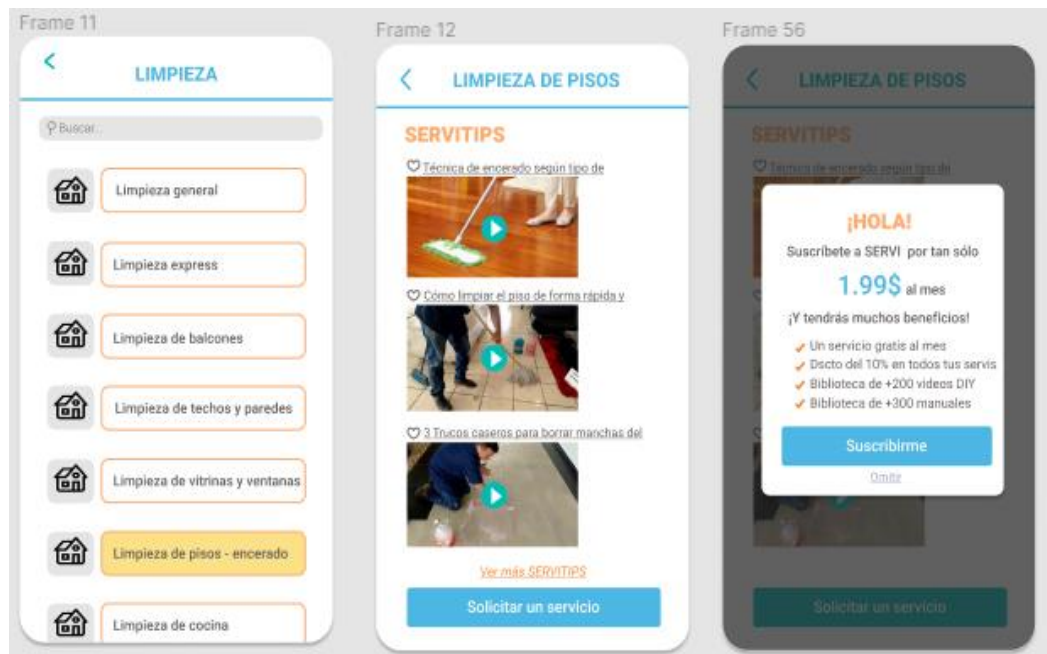 Frame 11
LIMPIEZA
Buscar...
Limpieza general
Limpieza express
Limpieza de balcones
Limpieza de techos y paredes
Limpieza de vitrinas y ventanas
Limpieza de pisos - encerado
Limpieza de cocina
Frame 12
LIMPIEZA DE PISOS
SERVITIPS
Técnica de encerado según tipo de
Cómo limpiar el piso de forma rápida y
3 Trucos caseros para borrar manchas del
Ver más SERVITIPS
Solicitar un servicio
Frame 56
LIMPIEZA DE PISOS
SERVITIPS
Técnica de encerado según tipo de
¡HOLA!
Suscríbete a SERVI por tan sólo
1.99$ al mes
¡Y tendrás muchos beneficios!
Un servicio gratis al mes
Dscto del 10% en todos tus servis
Biblioteca de +200 videos DIY
Biblioteca de +300 manuales
Suscribirme
Omitir
Solicitar un servicio